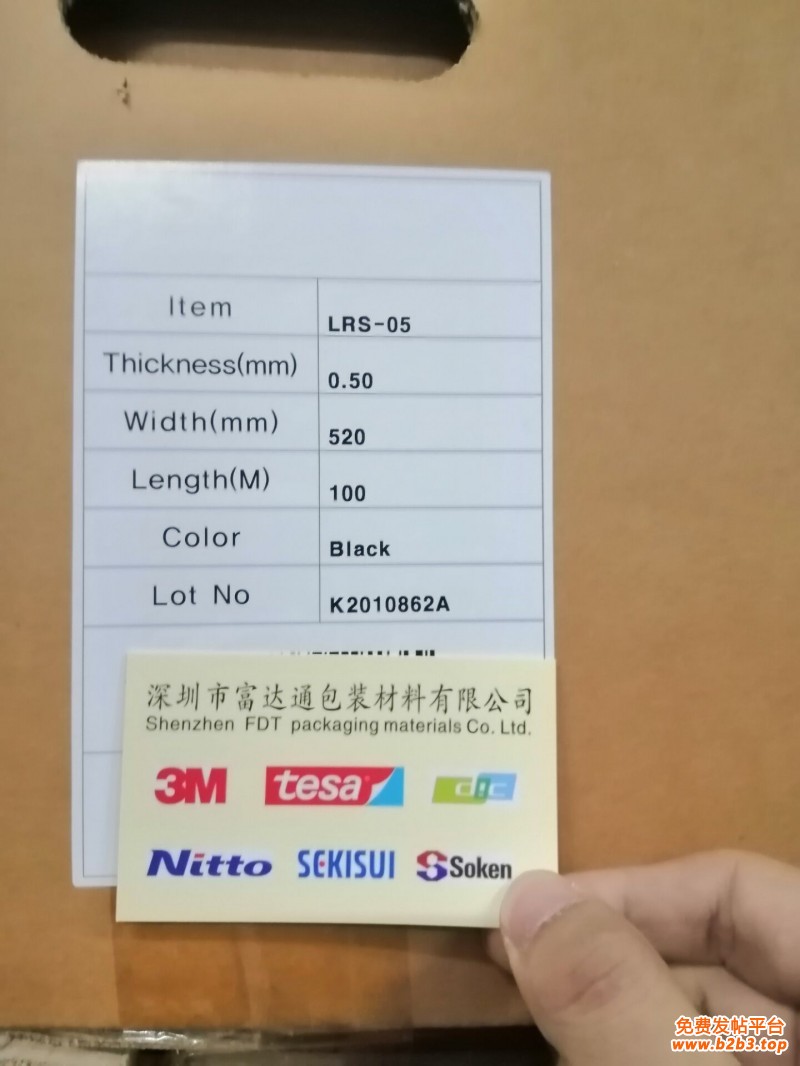 Item LRS-05
Thickness(mm) 0.50
Width(mm) 520
Length(M) 100
Color Black
Lot No K2010862A
深圳市富达通包装材料有限公司
Shenzhen FDT packaging materials Co. Ltd.
3M tesa dic
Nitto SEKISUI Soken
免费发帖平台
www.b2b3.top